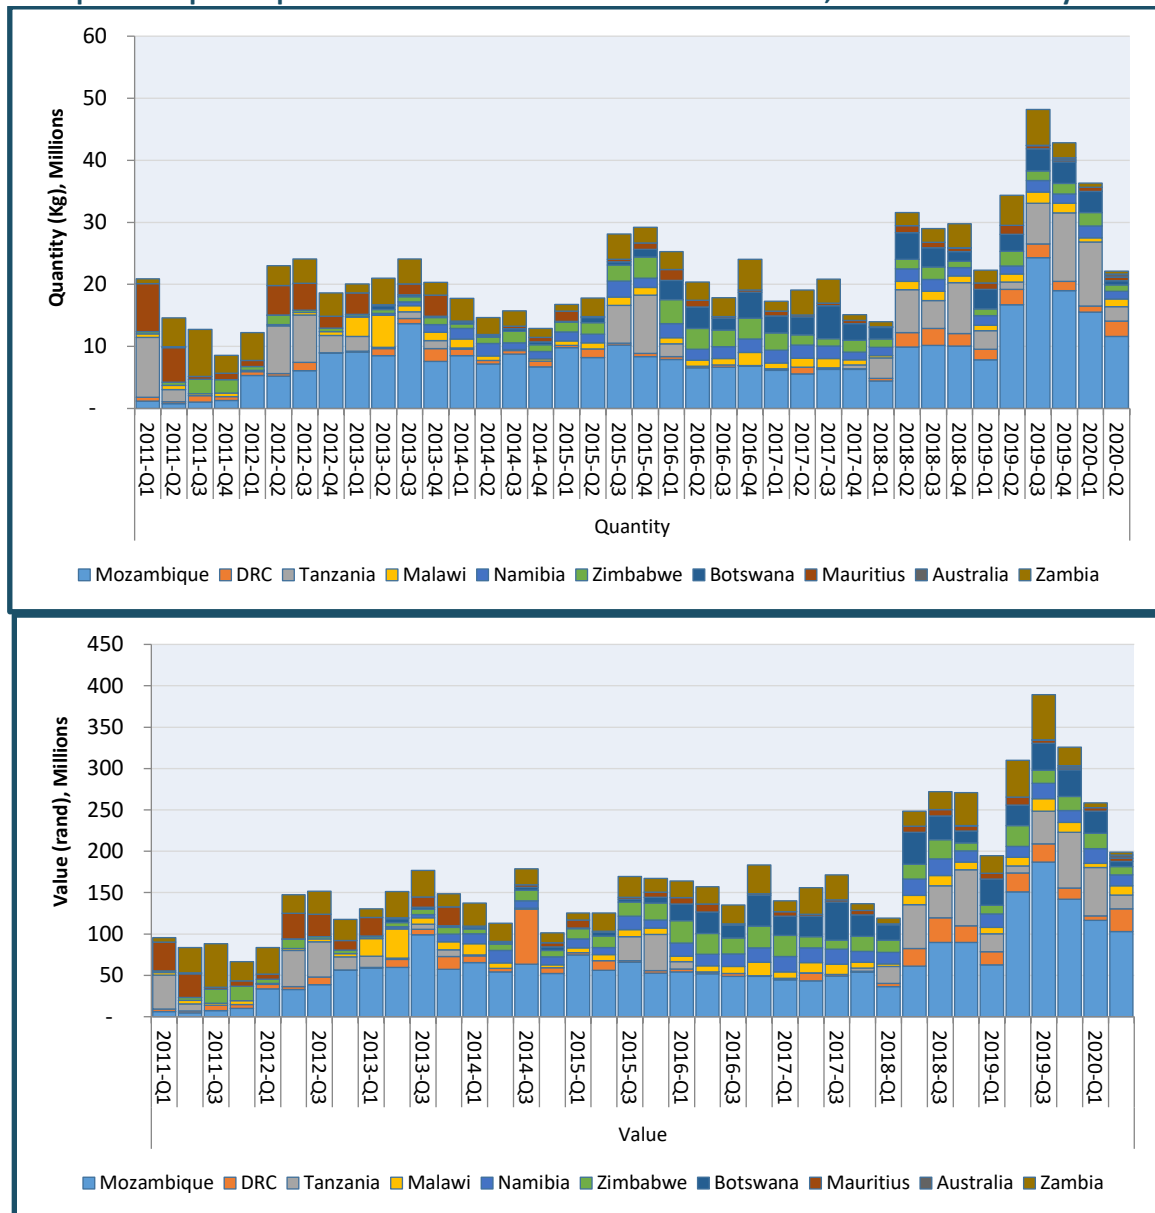 60
50
40
30
20
10
-
Quantity (Kg), Millions
2011-Q1
2011-Q2
2011-Q3
2011-Q4
2012-Q1
2012-Q2
2012-Q3
2012-Q4
2013-Q1
2013-Q2
2013-Q3
2013-Q4
2014-Q1
2014-Q2
2014-Q3
2014-Q4
2015-Q1
2015-Q2
2015-Q3
2015-Q4
2016-Q1
2016-Q2
2016-Q3
2016-Q4
2017-Q1
2017-Q2
2017-Q3
2017-Q4
2018-Q1
2018-Q2
2018-Q3
2018-Q4
2019-Q1
2019-Q2
2019-Q3
2019-Q4
2020-Q1
2020-Q2
Quantity
Mozambique DRC Tanzania Malawi Namibia Zimbabwe Botswana Mauritius Australia Zambia
450
400
350
300
250
200
150
100
50
-
Value (rand), Millions
2011-Q1
2011-Q3
2012-Q1
2012-Q3
2013-Q1
2013-Q3
2014-Q1
2014-Q3
2015-Q1
2015-Q3
2016-Q1
2016-Q3
2017-Q1
2017-Q3
2018-Q1
2018-Q3
2019-Q1
2019-Q3
2020-Q1
Value
Mozambique DRC Tanzania Malawi Namibia Zimbabwe Botswana Mauritius Australia Zambia